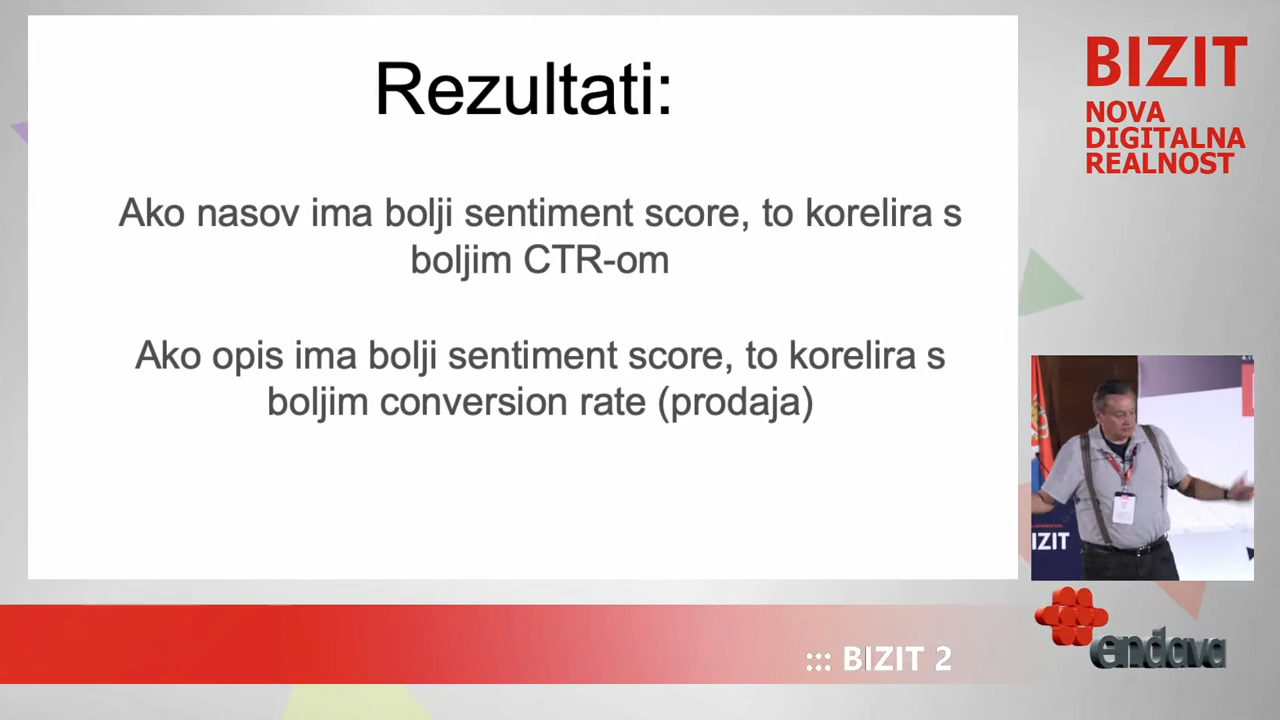 Rezultati:
Ako nasov ima bolji sentiment score, to korelira s
boljim CTR-om
Ako opis ima bolji sentiment score, to korelira s
boljim conversion rate (prodaja)
BIZIT
NOVA
DIGITALNA
REALNOST
IZIT
endava
::: BIZIT 2